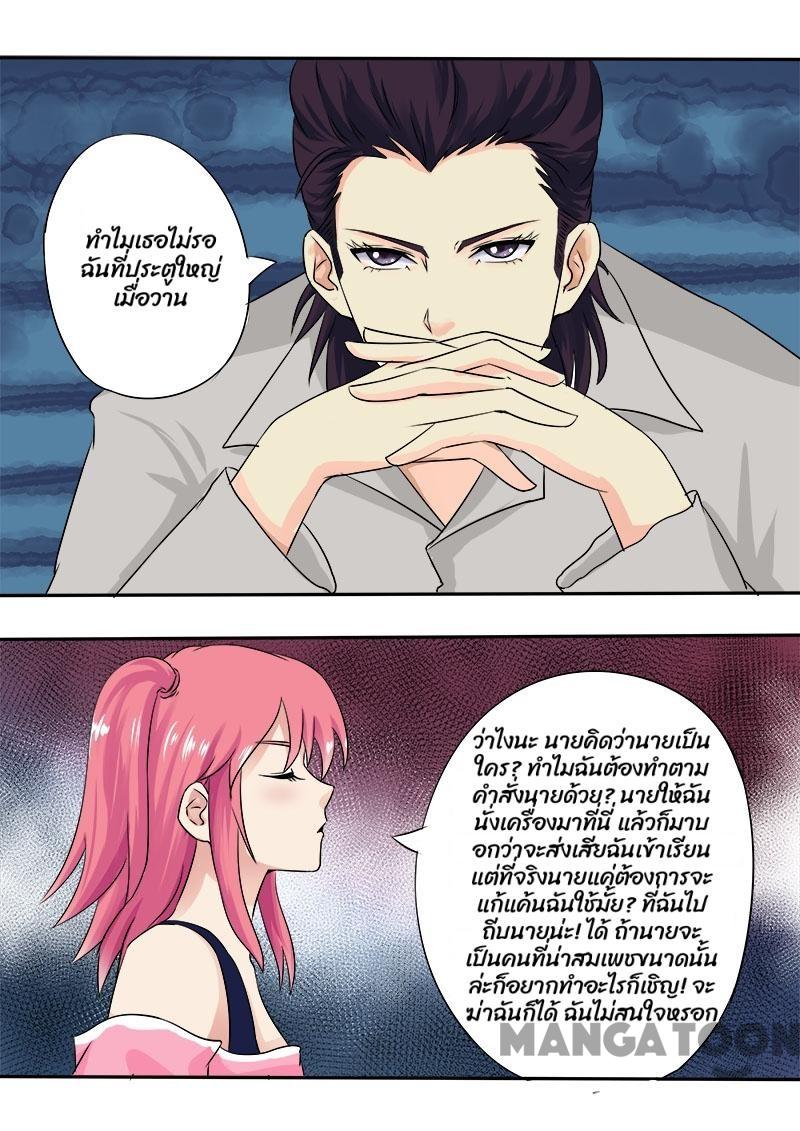 ทำไมเธอไม่รอ
ฉันที่ประตูใหญ่
เมื่อวาน
ว่าไงนะ นายคิดว่านายเป็น
ใคร? ทำไมฉันต้องทำตาม
คำสั่งนายด้วย? นายให้ฉัน
นั่งเครื่องมาที่นี่ แล้วก็มาบ
อกว่าจะส่งเสียฉันเข้าเรียน
แต่ที่จริงนายแค่ต้องการจะ
แก้แค้นฉันใช้มั้ย? ที่ฉันไป
ถีบนายน่ะ! ได้ ถ้านายจะ
เป็นคนที่น่าสมเพชขนาดนั้น
ล่ะก็อยากทำอะไรก็เชิญ! จะ
ฆ่าฉันก็ได้ ฉันไม่สนใจหรอก
MANGATOON